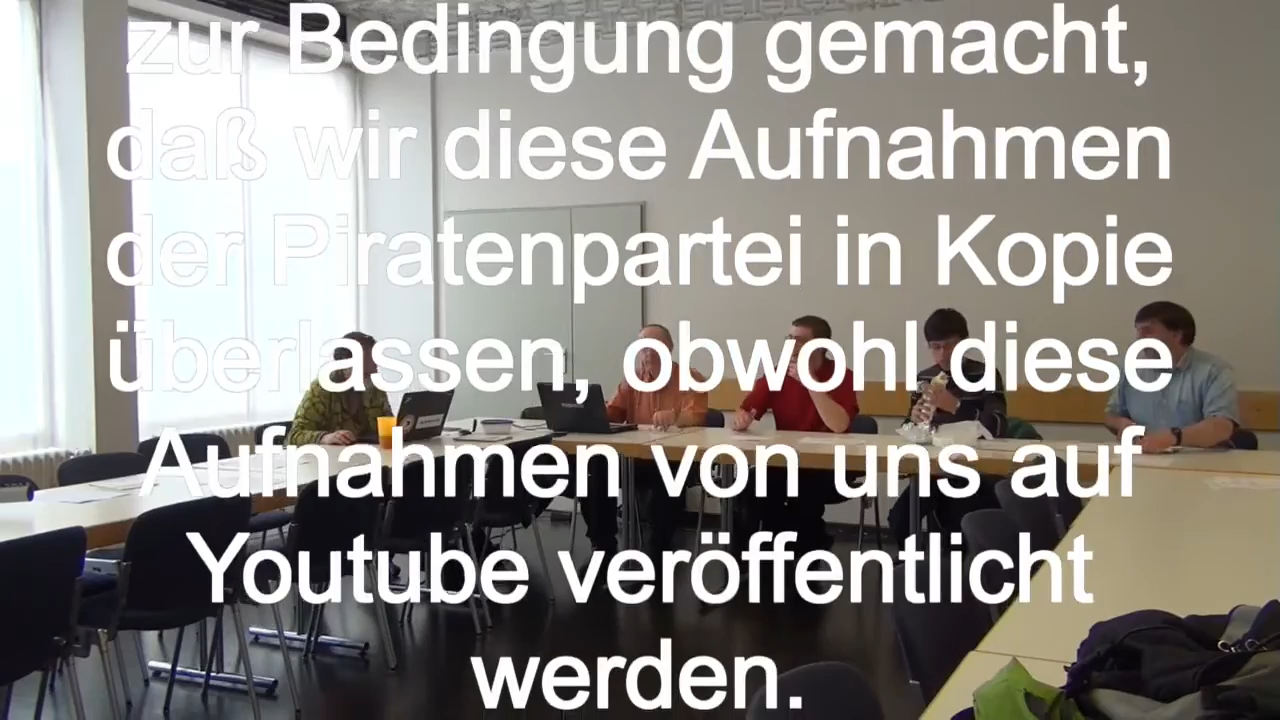 zur Bedingung gemacht,
daß wir diese Aufnahmen
der Piratenpartei in Kopie
überlassen, obwohl diese
Aufnahmen von uns auf
Youtube veröffentlicht
werden.